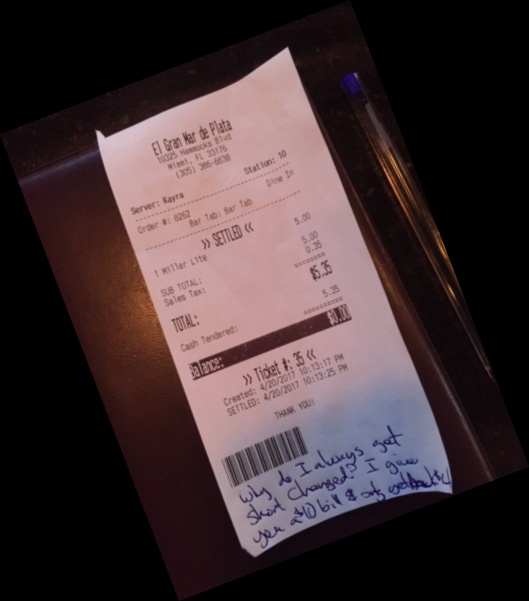 El Gran Mar de Plata
10325 Hammocks Blvd
Miami, FL 33176
(305) 386-6638
Server: Kayra Station: 10
Order #: 8262 Dine In
Bar Tab: Bar Tab
>> SETTLED <<
1 Miller Lite 5.00
SUB TOTAL: 5.00
Sales Tax: 0.35
TOTAL: $5.35
Cash Tendered: 5.35
Balance: $0.00
>> Ticket #: 35 <<
Created: 4/20/2017 10:13:17 PM
SETTLED: 4/20/2017 10:13:25 PM
THANK YOU!
Why do I always get
short changed? I give
you a $10 bill & only get back $4